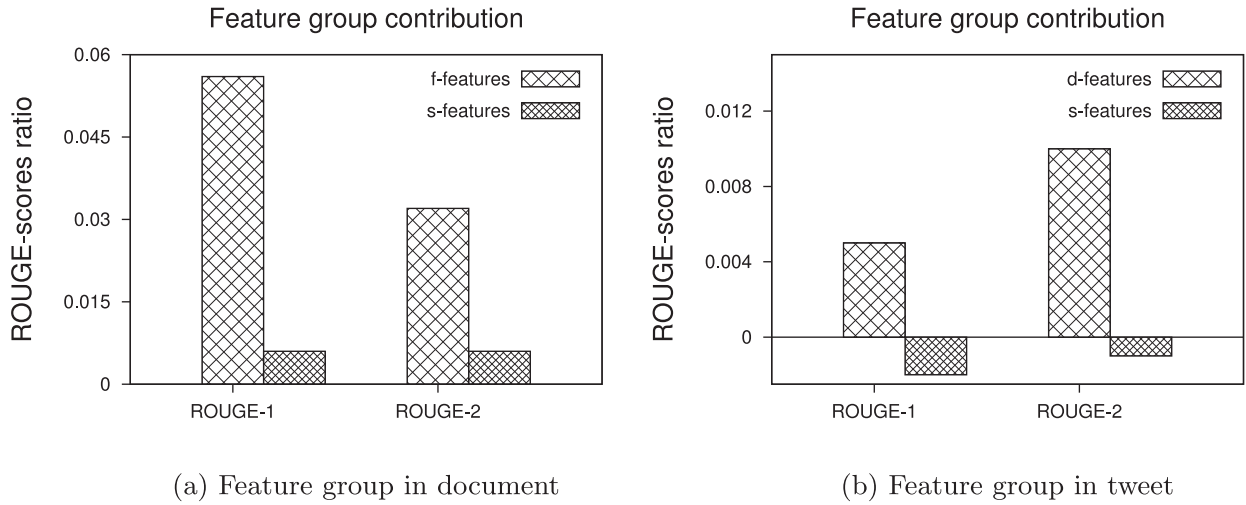 Feature group contribution
ROUGE-scores ratio
0.06
0.045
0.03
0.015
0
f-features
s-features
ROUGE-1
ROUGE-2
(a) Feature group in document
Feature group contribution
ROUGE-scores ratio
0.012
0.008
0.004
0
d-features
s-features
ROUGE-1
ROUGE-2
(b) Feature group in tweet